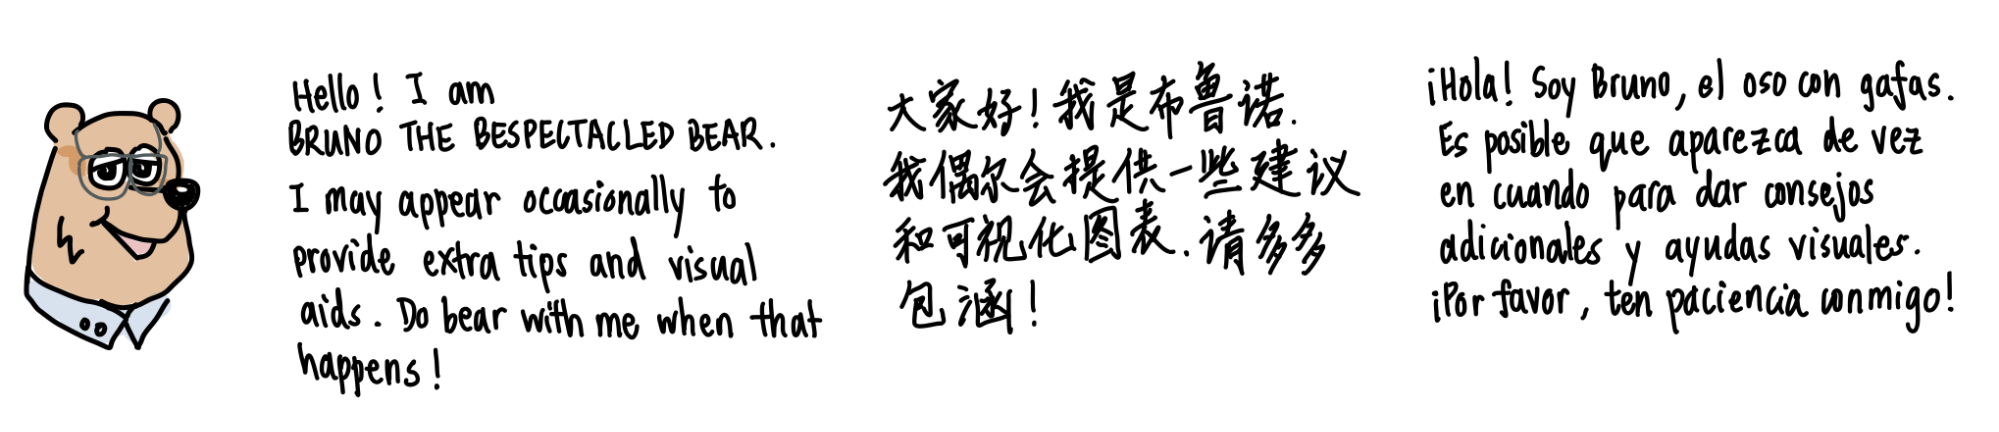 Hello! I am
BRUNO THE BESPECTACLED BEAR.
I may appear occasionally to
provide extra tips and visual
aids. Do bear with me when that
happens!
大家好!我是布鲁诺.
我偶尔会提供一些建议
和可视化图表.请多多
包涵!
¡Hola! Soy Bruno, el oso con gafas.
Es posible que aparezca de vez
en cuando para dar consejos
adicionales y ayudas visuales.
¡Por favor, ten paciencia conmigo!